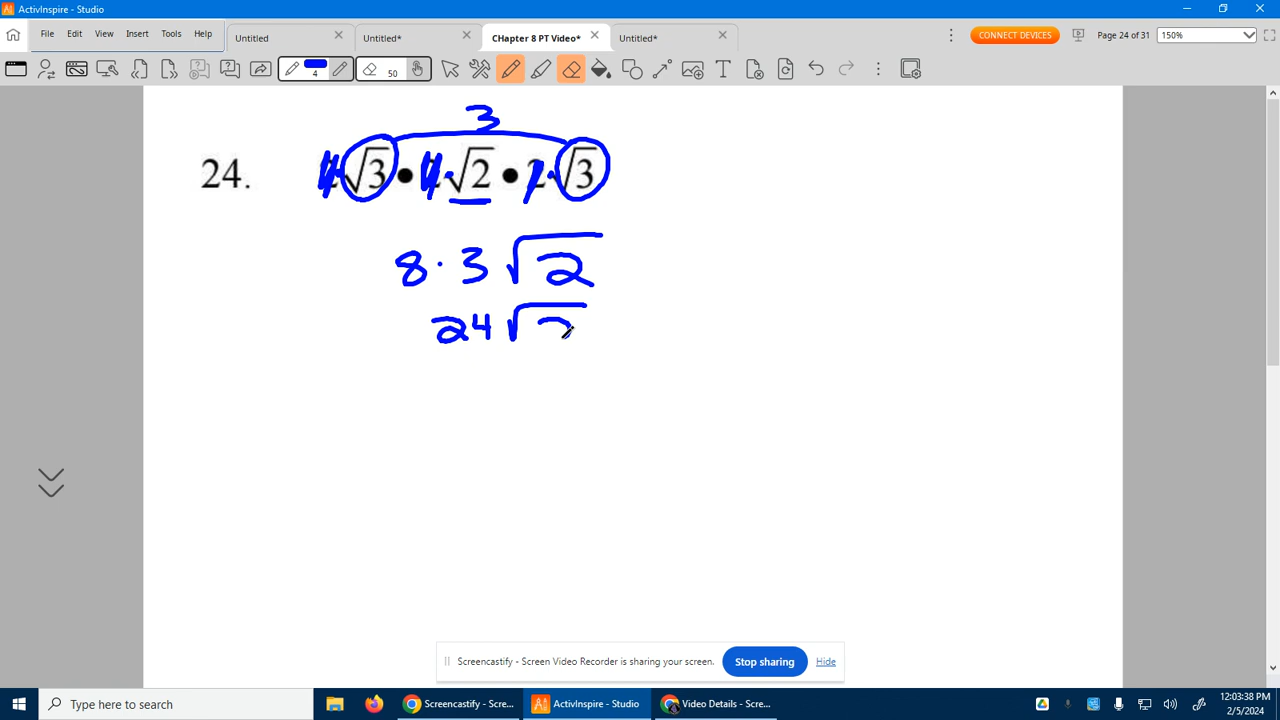 ActivInspire - Studio
File Edit View Insert Tools Help
Untitled Untitled* CHapter 8 PT Video* Untitled*
CONNECT DEVICES Page 24 of 31 150%
4 50
3
24. √3 • √2 • 2√3
8 · 3 √2
24 √2
Screencastify - Screen Video Recorder is sharing your screen. Stop sharing Hide
Type here to search Screencastify - Scre... ActivInspire - Studio Video Details - Scre...
12:03:38 PM
2/5/2024